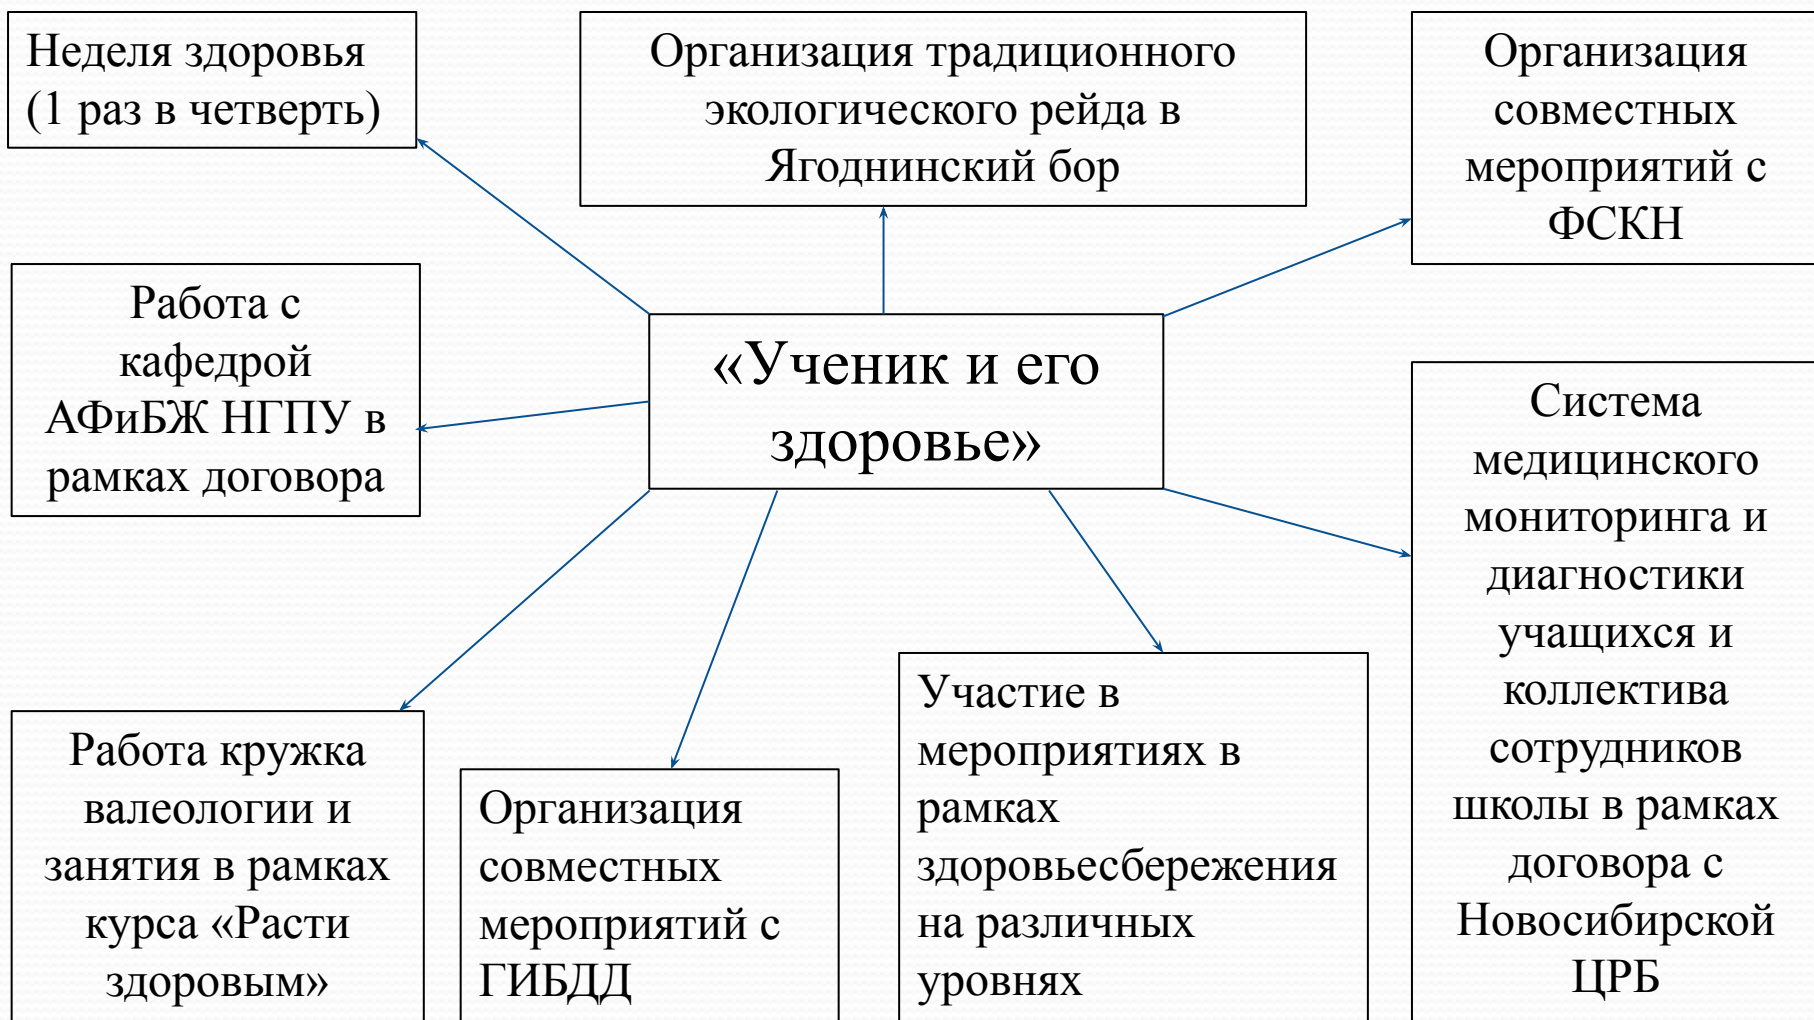 Неделя здоровья
(1 раз в четверть)
Организация традиционного
экологического рейда в
Ягоднинский бор
Организация
совместных
мероприятий с
ФСКН
Работа с
кафедрой
АФиБЖ НГПУ в
рамках договора
«Ученик и его
здоровье»
Система
медицинского
мониторинга и
диагностики
учащихся и
коллектива
сотрудников
школы в рамках
договора с
Новосибирской
ЦРБ
Работа кружка
валеологии и
занятия в рамках
курса «Расти
здоровым»
Организация
совместных
мероприятий с
ГИБДД
Участие в
мероприятиях в
рамках
здоровьесбережения
на различных
уровнях